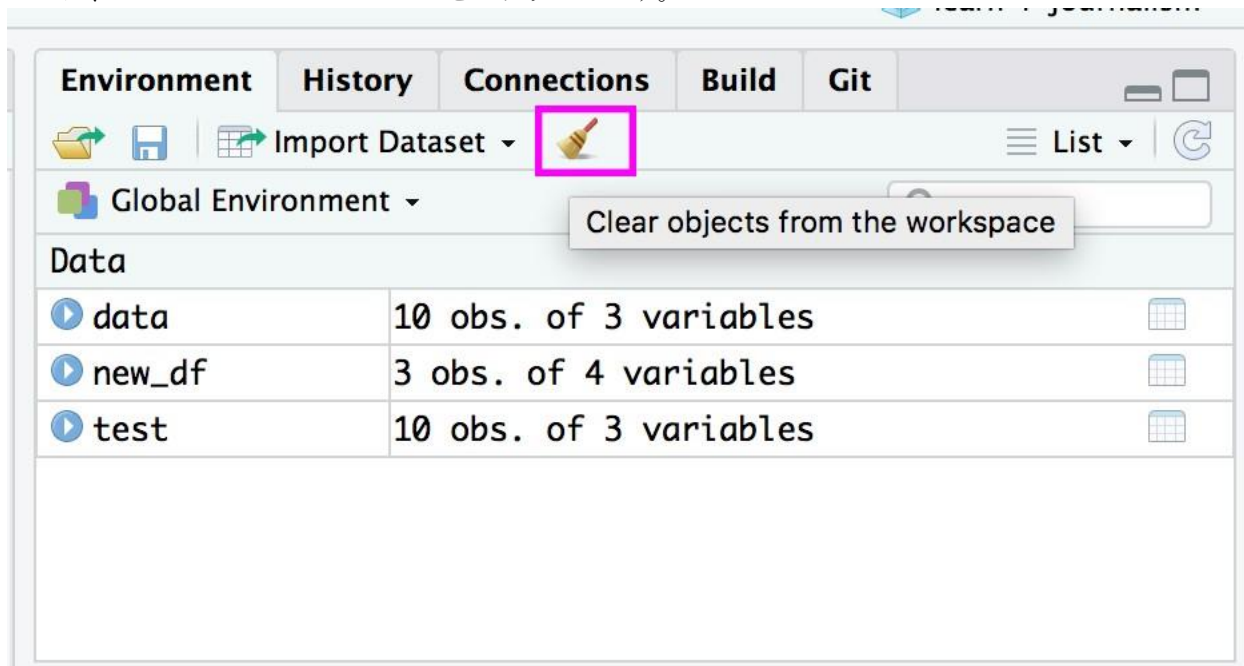 Environment History Connections Build Git
Import Dataset List
Global Environment
Clear objects from the workspace
Data
data 10 obs. of 3 variables
new_df 3 obs. of 4 variables
test 10 obs. of 3 variables